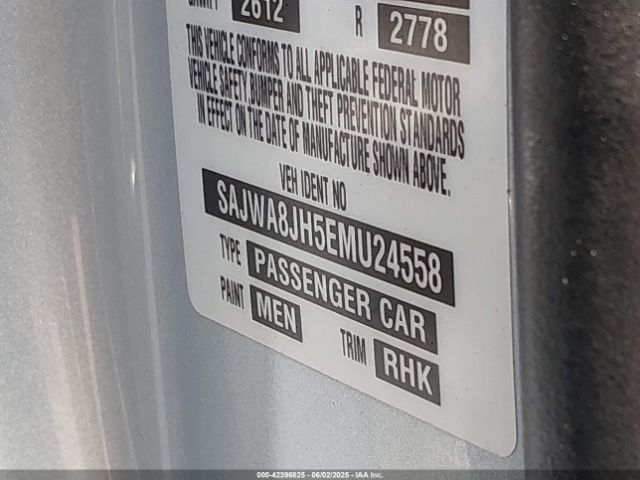 2612
R 2778
THIS VEHICLE CONFORMS TO ALL APPLICABLE FEDERAL MOTOR
VEHICLE SAFETY BUMPER AND THEFT PREVENTION STANDARDS
IN EFFECT ON THE DATE OF MANUFACTURE SHOWN ABOVE.
VEH IDENT NO
SAJWA8JH5EMU24558
TYPE PASSENGER CAR
PAINT MEN TRIM RHK
000-42396825 - 06/02/2025 - IAA Inc.